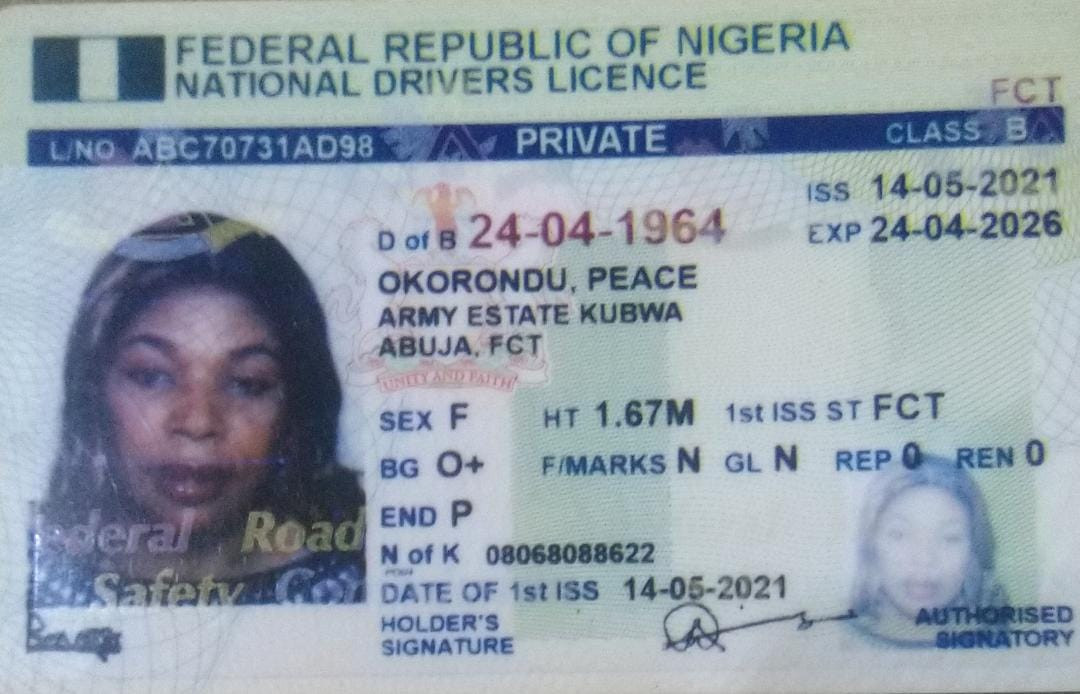 FEDERAL REPUBLIC OF NIGERIA
NATIONAL DRIVERS LICENCE
FCT
L/NO ABC70731AD98 PRIVATE CLASS B
ISS 14-05-2021
D of B 24-04-1964 EXP 24-04-2026
OKORONDU, PEACE
ARMY ESTATE KUBWA
ABUJA, FCT
UNITY AND FAITH
SEX F HT 1.67M 1st ISS ST FCT
BG O+ F/MARKS N GL N REP 0 REN 0
END P
Federal Road
Safety Cor
N of K 08068088622
DATE OF 1st ISS 14-05-2021
HOLDER'S
SIGNATURE
AUTHORISED
SIGNATORY